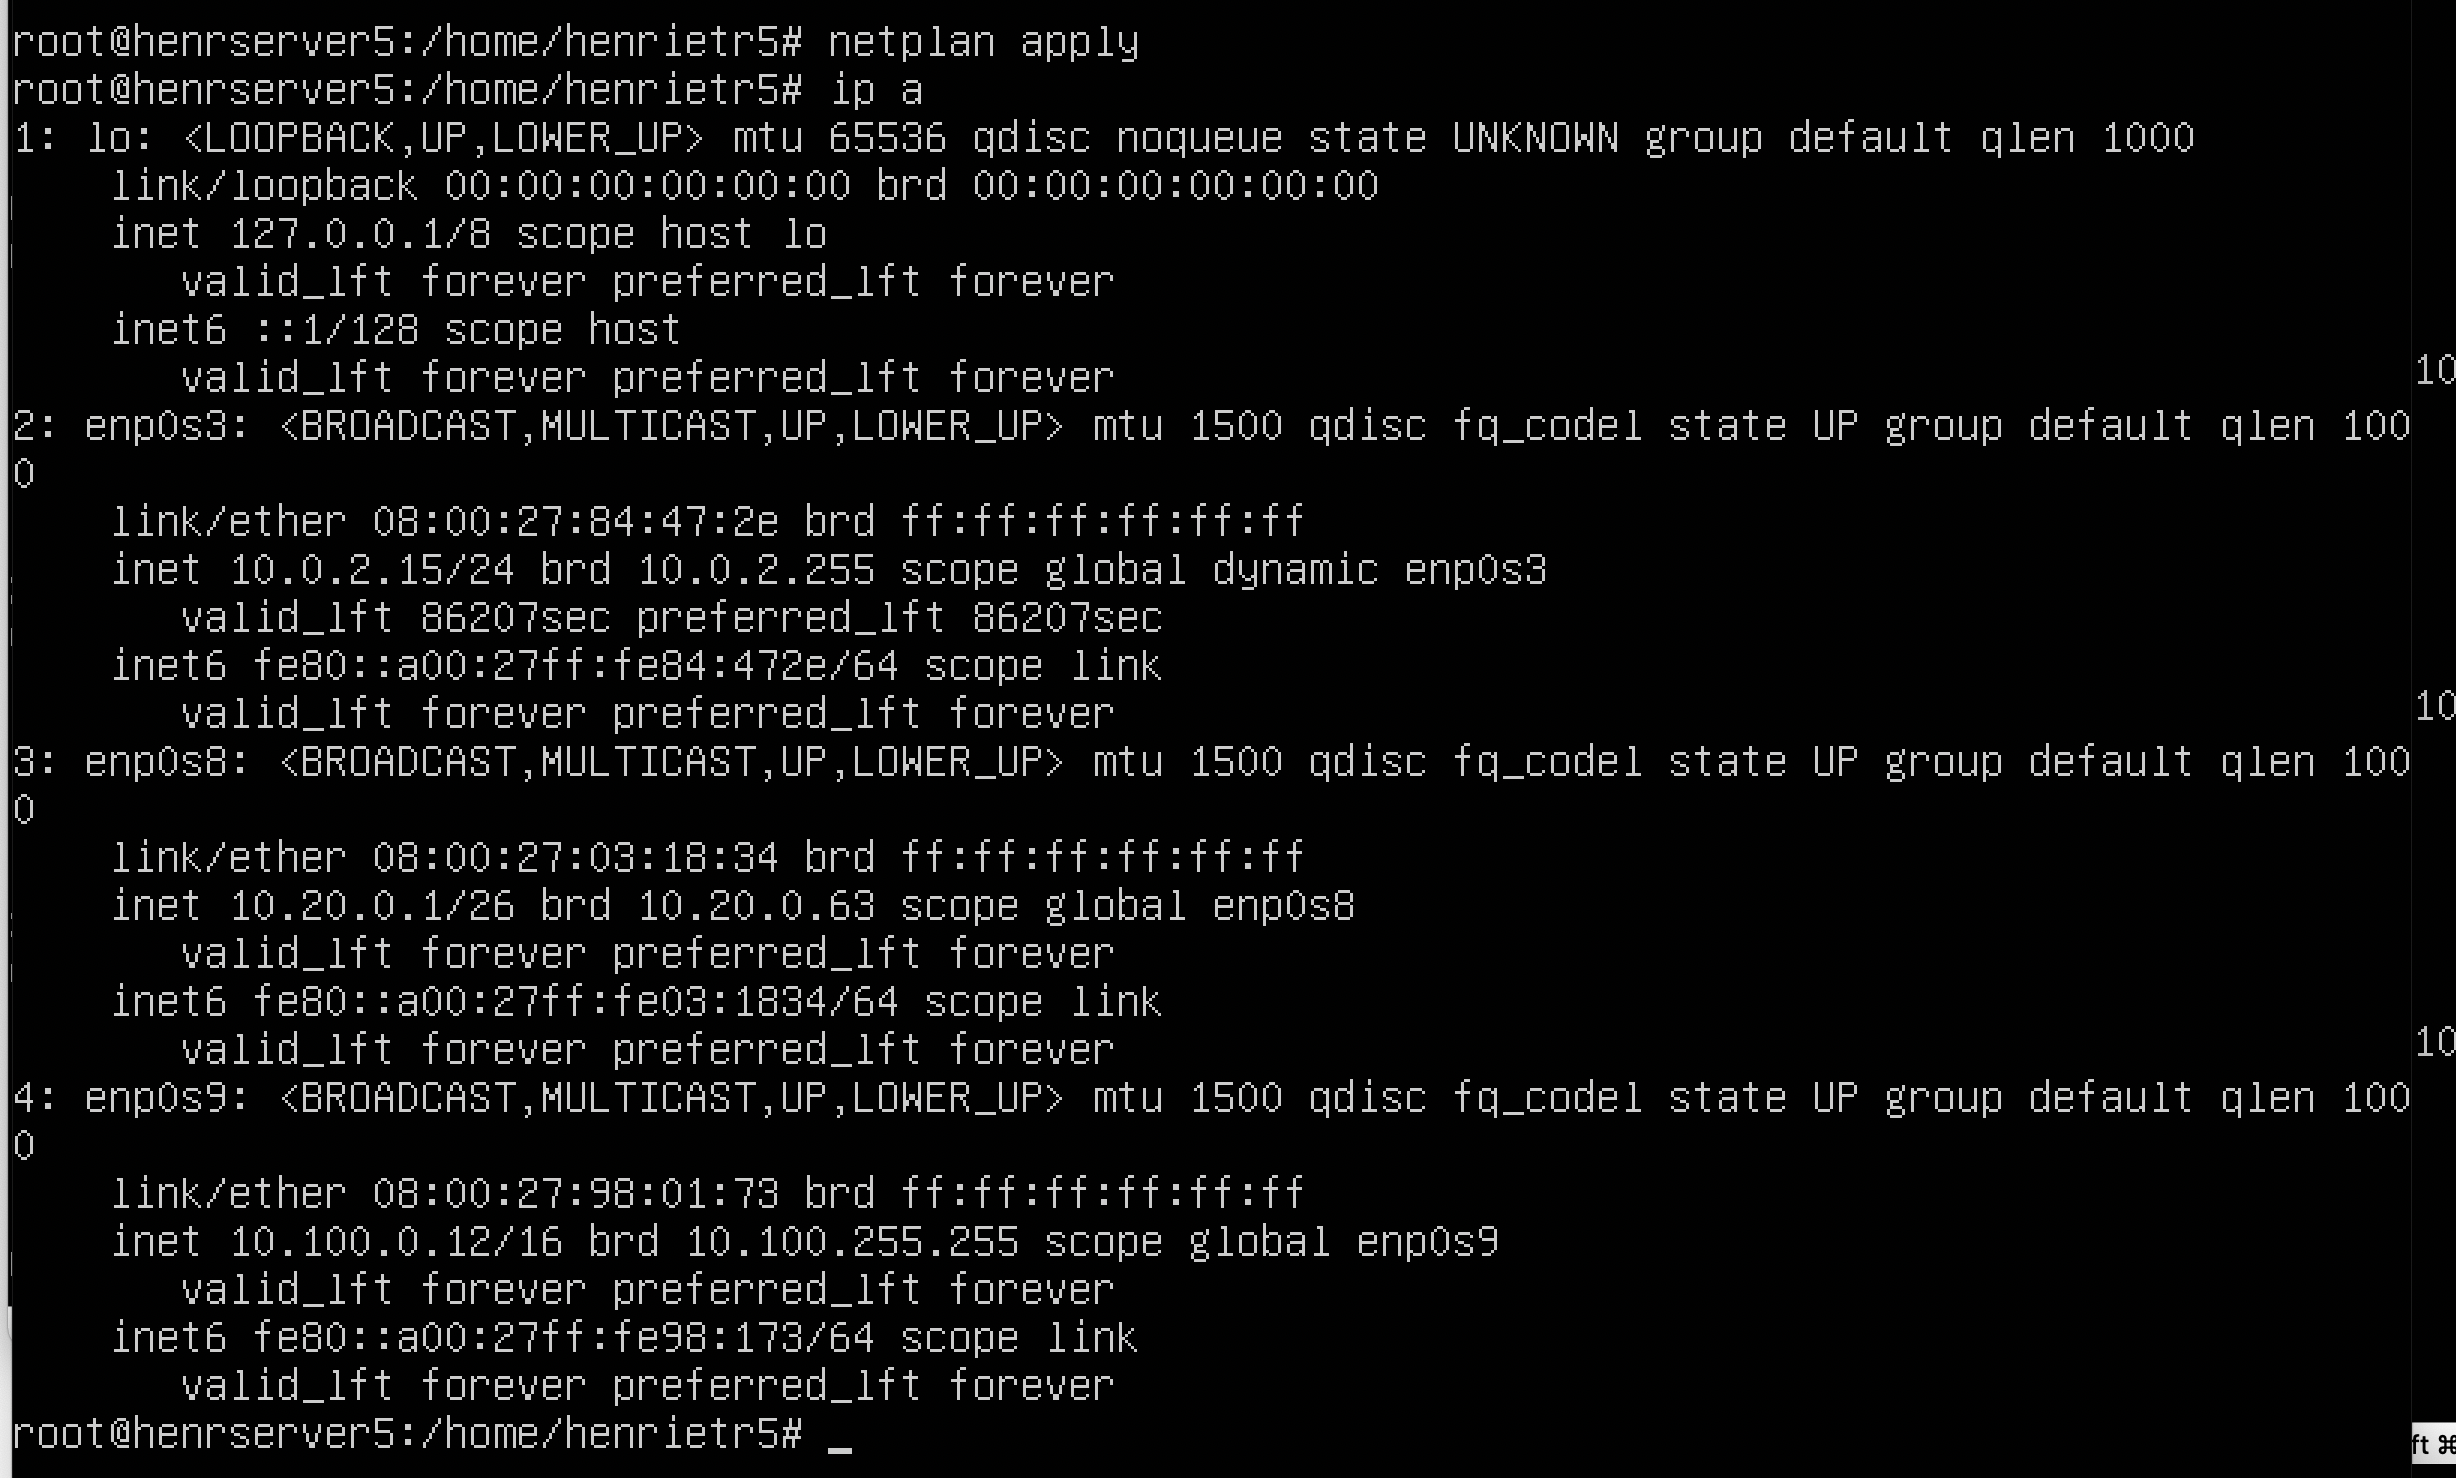 root@henrserver5:/home/henrietr5# netplan apply
root@henrserver5:/home/henrietr5# ip a
1: lo: <LOOPBACK,UP,LOWER_UP> mtu 65536 qdisc noqueue state UNKNOWN group default qlen 1000
    link/loopback 00:00:00:00:00:00 brd 00:00:00:00:00:00
    inet 127.0.0.1/8 scope host lo
       valid_lft forever preferred_lft forever
    inet6 ::1/128 scope host
       valid_lft forever preferred_lft forever
10
2: enp0s3: <BROADCAST,MULTICAST,UP,LOWER_UP> mtu 1500 qdisc fq_codel state UP group default qlen 100
0
    link/ether 08:00:27:84:47:2e brd ff:ff:ff:ff:ff:ff
    inet 10.0.2.15/24 brd 10.0.2.255 scope global dynamic enp0s3
       valid_lft 86207sec preferred_lft 86207sec
    inet6 fe80::a00:27ff:fe84:472e/64 scope link
       valid_lft forever preferred_lft forever
10
3: enp0s8: <BROADCAST,MULTICAST,UP,LOWER_UP> mtu 1500 qdisc fq_codel state UP group default qlen 100
0
    link/ether 08:00:27:03:18:34 brd ff:ff:ff:ff:ff:ff
    inet 10.20.0.1/26 brd 10.20.0.63 scope global enp0s8
       valid_lft forever preferred_lft forever
    inet6 fe80::a00:27ff:fe03:1834/64 scope link
       valid_lft forever preferred_lft forever
10
4: enp0s9: <BROADCAST,MULTICAST,UP,LOWER_UP> mtu 1500 qdisc fq_codel state UP group default qlen 100
0
    link/ether 08:00:27:98:01:73 brd ff:ff:ff:ff:ff:ff
    inet 10.100.0.12/16 brd 10.100.255.255 scope global enp0s9
       valid_lft forever preferred_lft forever
    inet6 fe80::a00:27ff:fe98:173/64 scope link
       valid_lft forever preferred_lft forever
root@henrserver5:/home/henrietr5# _
ft ⌘